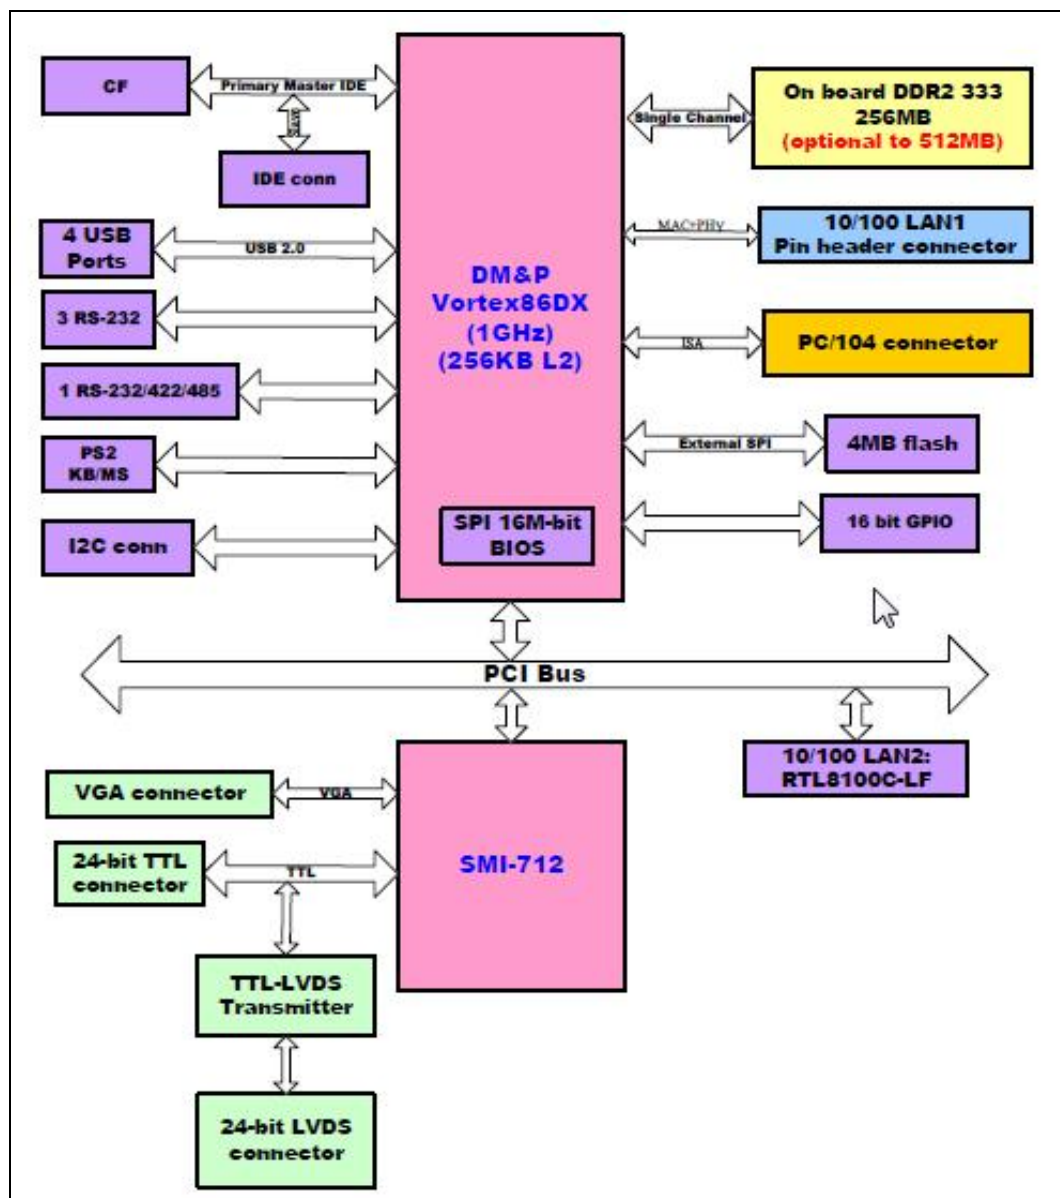 CF
Primary Master IDE
Slave
IDE conn
4 USB
Ports
USB 2.0
3 RS-232
1 RS-232/422/485
PS2
KB/MS
I2C conn
DM&P
Vortex86DX
(1GHz)
(256KB L2)
SPI 16M-bit
BIOS
Single Channel
On board DDR2 333
256MB
(optional to 512MB)
MAC+PHY
10/100 LAN1
Pin header connector
ISA
PC/104 connector
External SPI
4MB flash
16 bit GPIO
PCI Bus
10/100 LAN2:
RTL8100C-LF
VGA connector
VGA
24-bit TTL
connector
TTL
SMI-712
TTL-LVDS
Transmitter
24-bit LVDS
connector